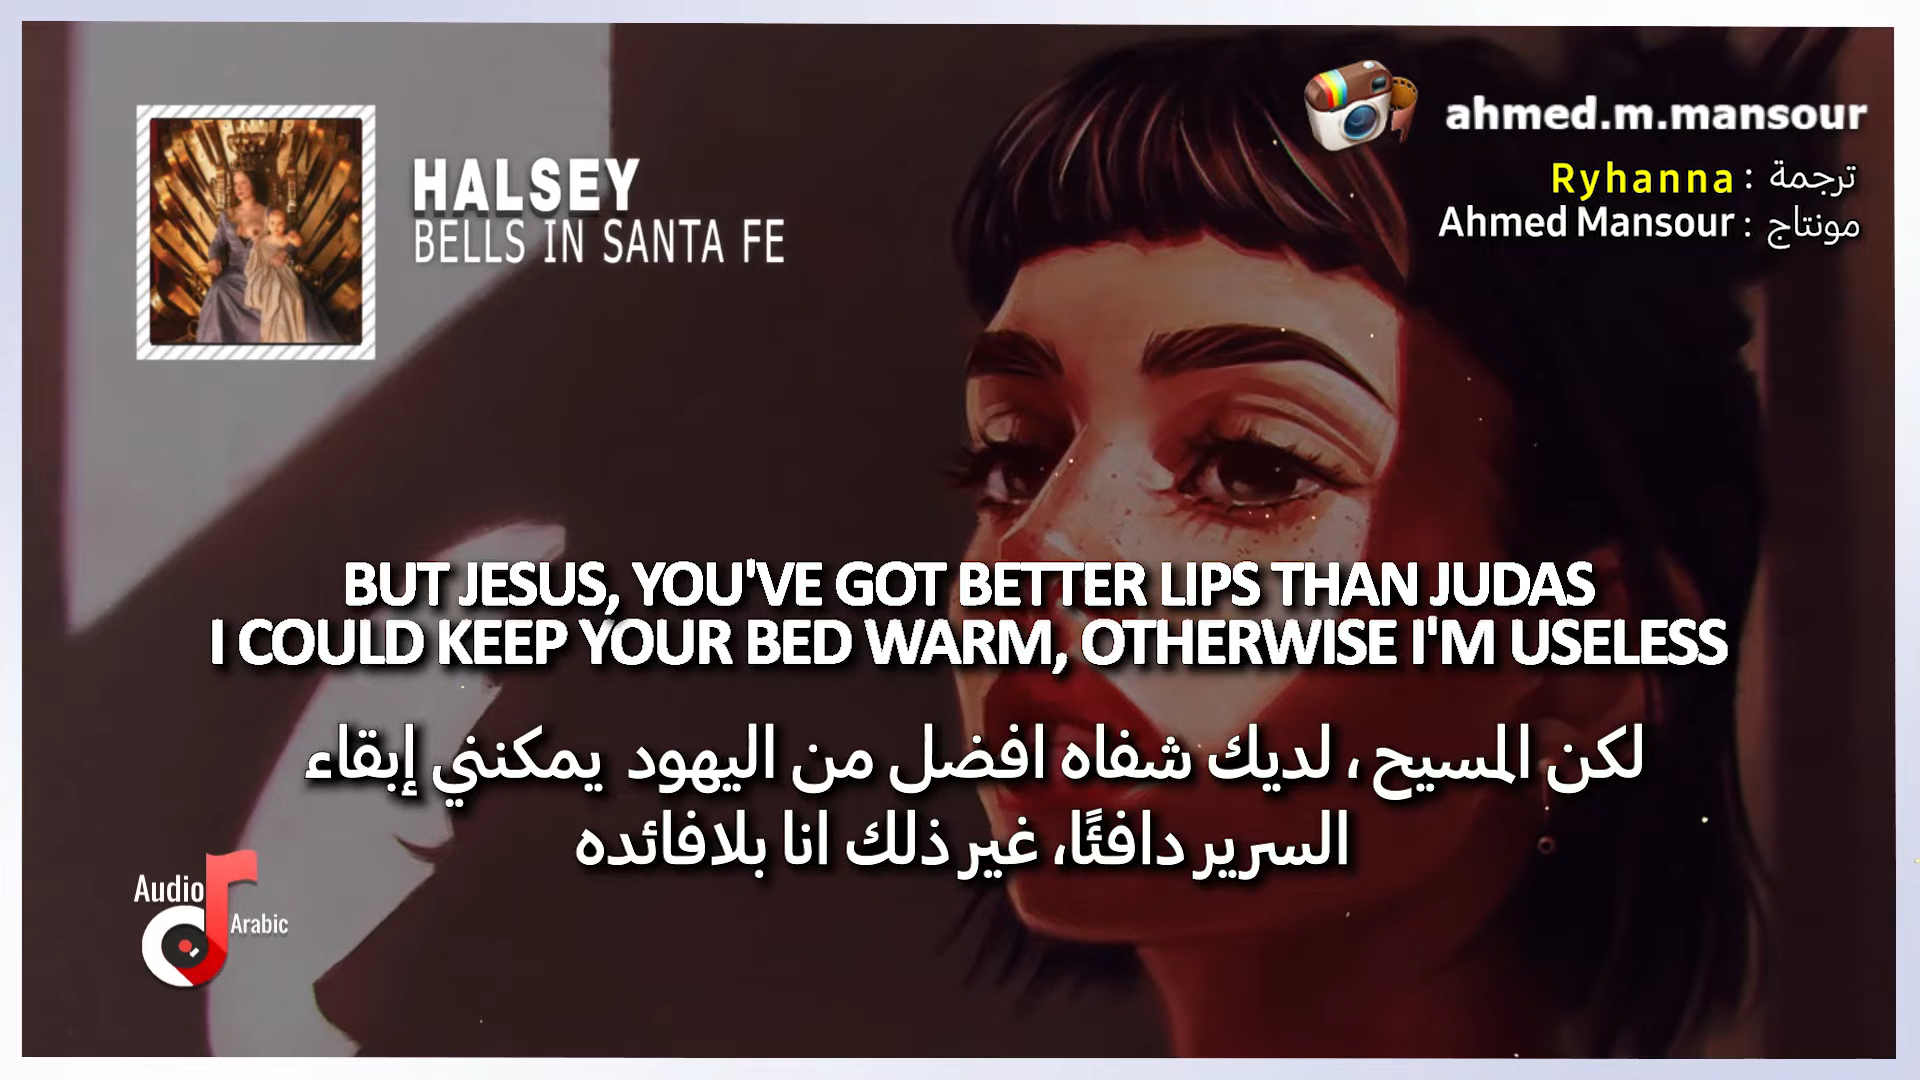 HALSEY
BELLS IN SANTA FE
ahmed.m.mansour
ترجمة : Ryhanna
مونتاج : Ahmed Mansour
BUT JESUS, YOU'VE GOT BETTER LIPS THAN JUDAS
I COULD KEEP YOUR BED WARM, OTHERWISE I'M USELESS
لكن المسيح ، لديك شفاه افضل من اليهود يمكنني إبقاء
السرير دافئًا، غير ذلك انا بلافائده
Audio
Arabic